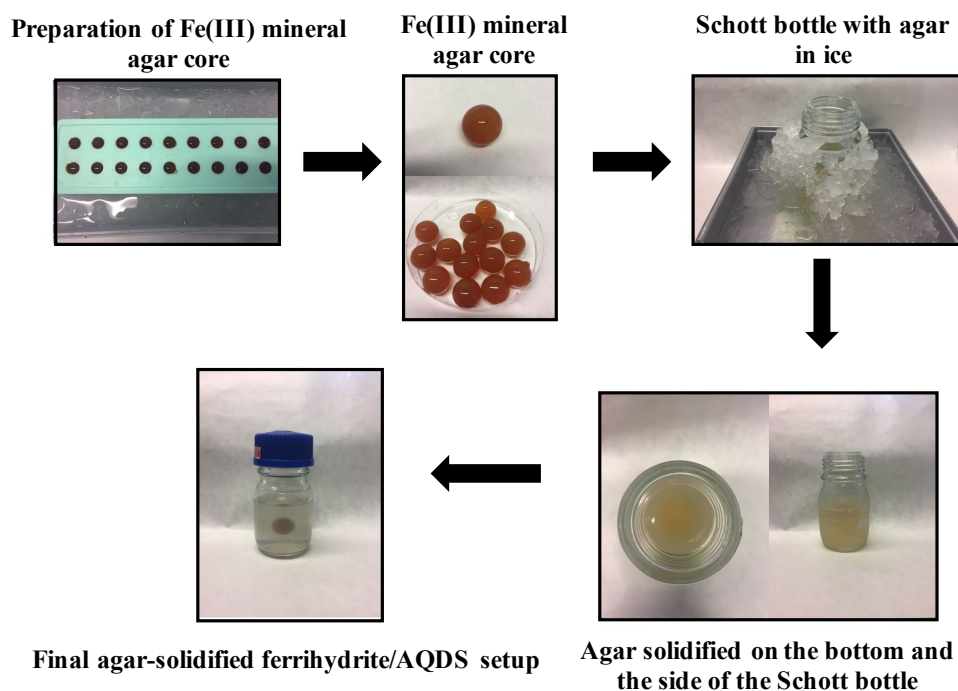 Preparation of Fe(III) mineral
agar core
Fe(III) mineral
agar core
Schott bottle with agar
in ice
Agar solidified on the bottom and
the side of the Schott bottle
Final agar-solidified ferrihydrite/AQDS setup